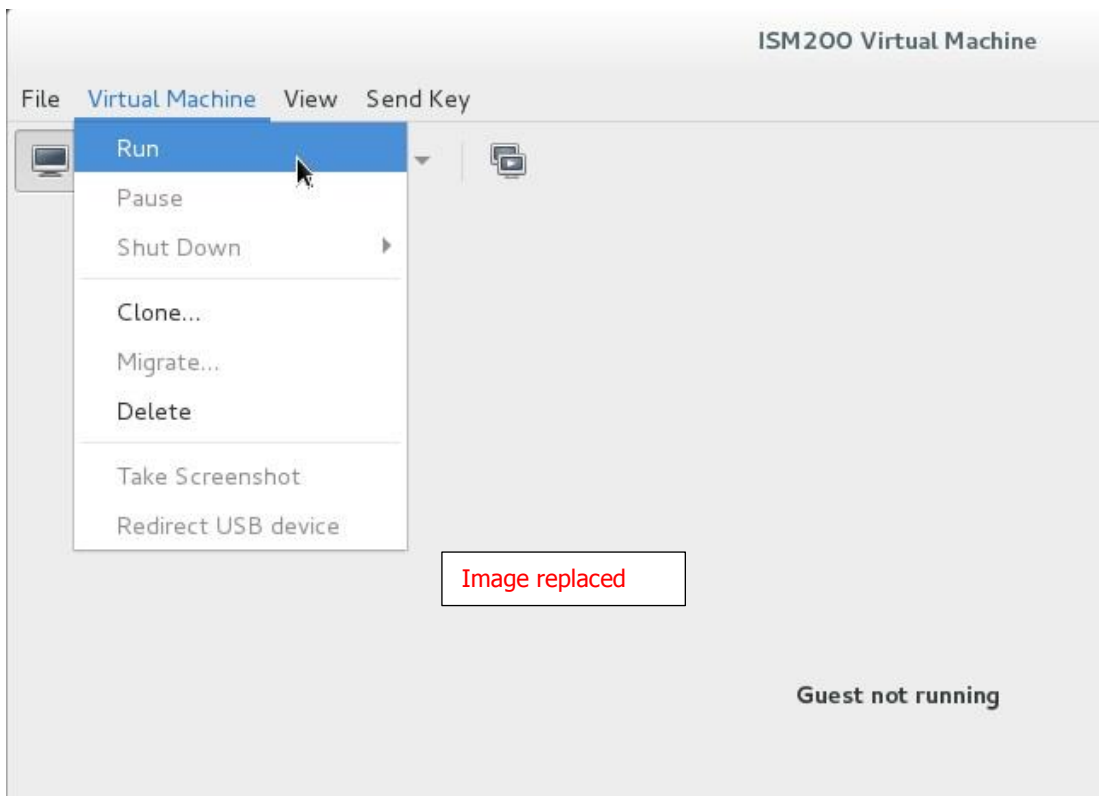 ISM200 Virtual Machine
File Virtual Machine View Send Key
Run
Pause
Shut Down
Clone...
Migrate...
Delete
Take Screenshot
Redirect USB device
Image replaced
Guest not running